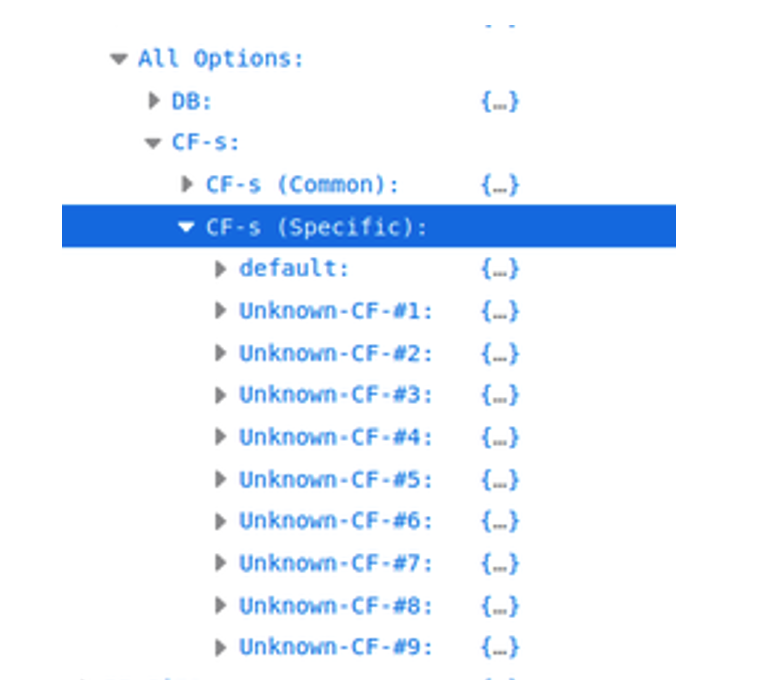 All Options:
DB: {…}
CF-s:
CF-s (Common): {…}
CF-s (Specific):
default: {…}
Unknown-CF-#1: {…}
Unknown-CF-#2: {…}
Unknown-CF-#3: {…}
Unknown-CF-#4: {…}
Unknown-CF-#5: {…}
Unknown-CF-#6: {…}
Unknown-CF-#7: {…}
Unknown-CF-#8: {…}
Unknown-CF-#9: {…}